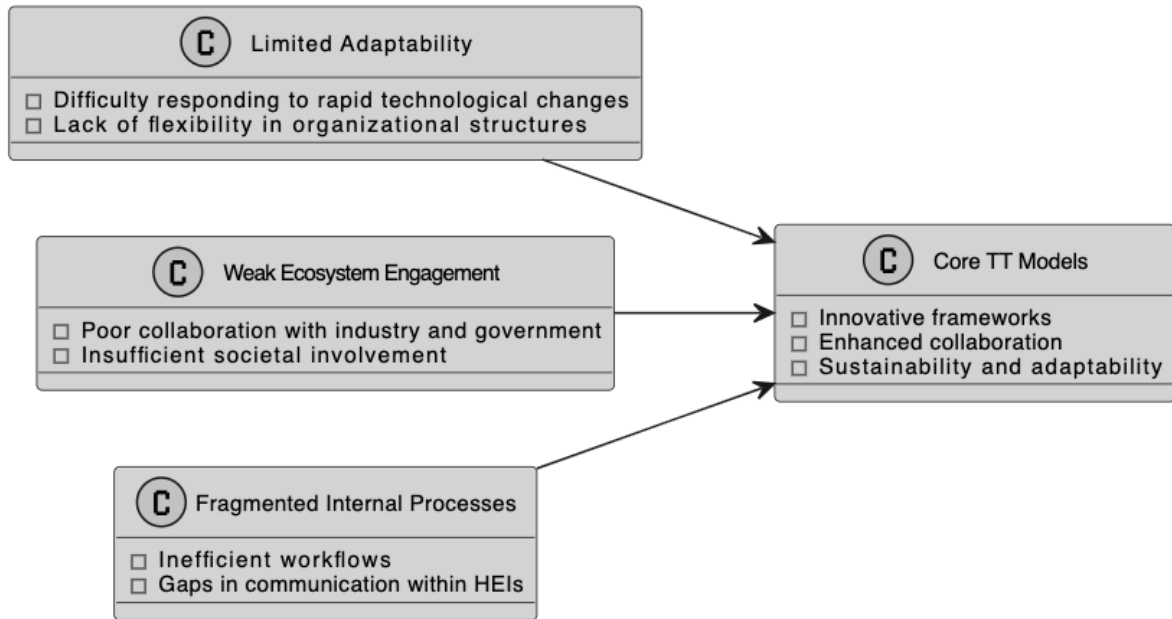 C Limited Adaptability
Difficulty responding to rapid technological changes
Lack of flexibility in organizational structures
C Weak Ecosystem Engagement
Poor collaboration with industry and government
Insufficient societal involvement
C Core TT Models
Innovative frameworks
Enhanced collaboration
Sustainability and adaptability
C Fragmented Internal Processes
Inefficient workflows
Gaps in communication within HEIs